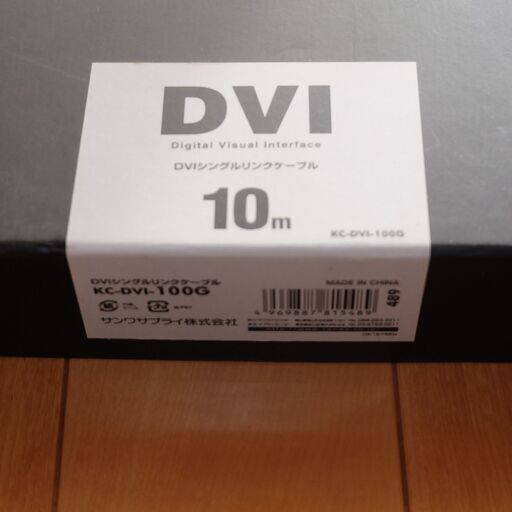 DVI
Digital Visual Interface
DVIシングルリンクケーブル
10m
KC-DVI-100G
DVIシングルリンクケーブル
KC-DVI-100G
MADE IN CHINA
サンワサプライ株式会社
4 969887 815489
489